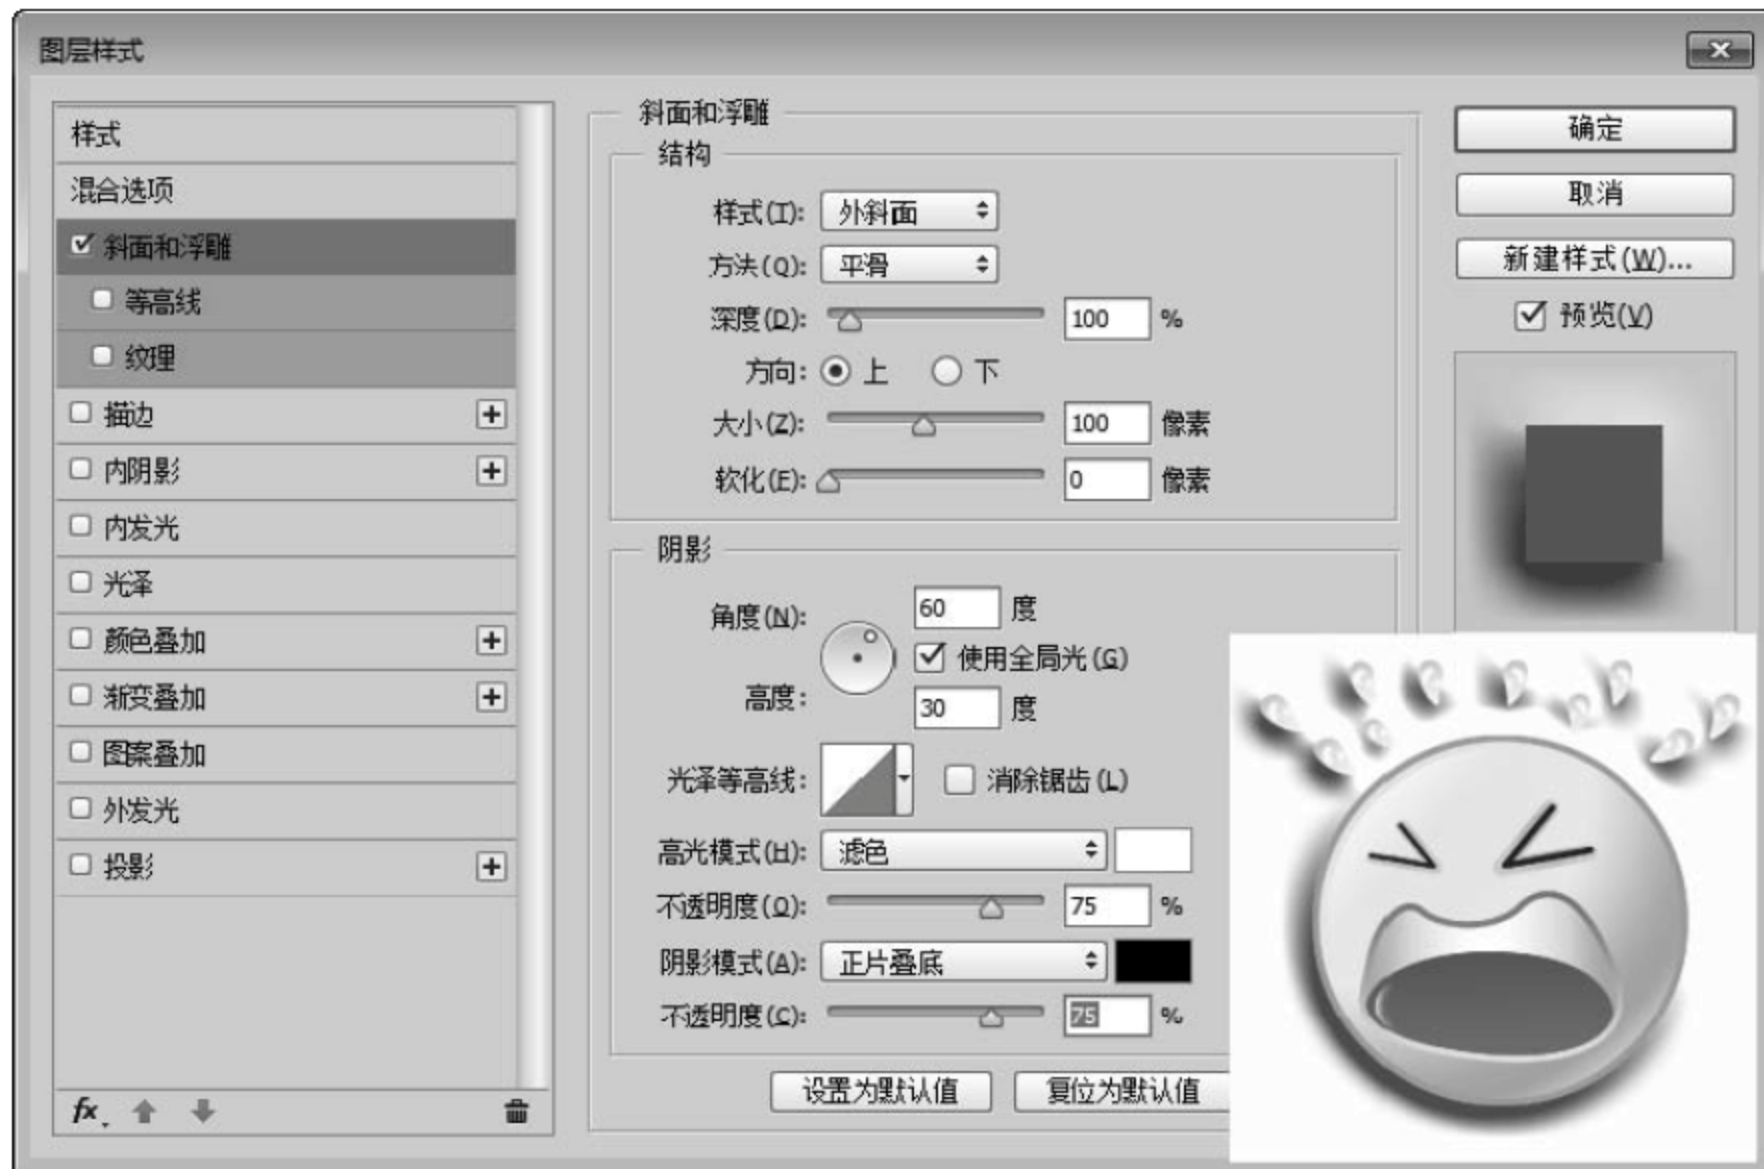 图层样式
样式
混合选项
斜面和浮雕
等高线
纹理
描边
内阴影
内发光
光泽
颜色叠加
渐变叠加
图案叠加
外发光
投影
fx
斜面和浮雕
结构
样式(T): 外斜面
方法(Q): 平滑
深度(D): 100 %
方向: 上 下
大小(Z): 100 像素
软化(E): 0 像素
阴影
角度(N): 60 度
使用全局光(G)
高度: 30 度
光泽等高线: 消除锯齿(L)
高光模式(H): 滤色
不透明度(O): 75 %
阴影模式(A): 正片叠底
不透明度(C): 75 %
设置为默认值 复位为默认值
确定
取消
新建样式(W)...
预览(V)